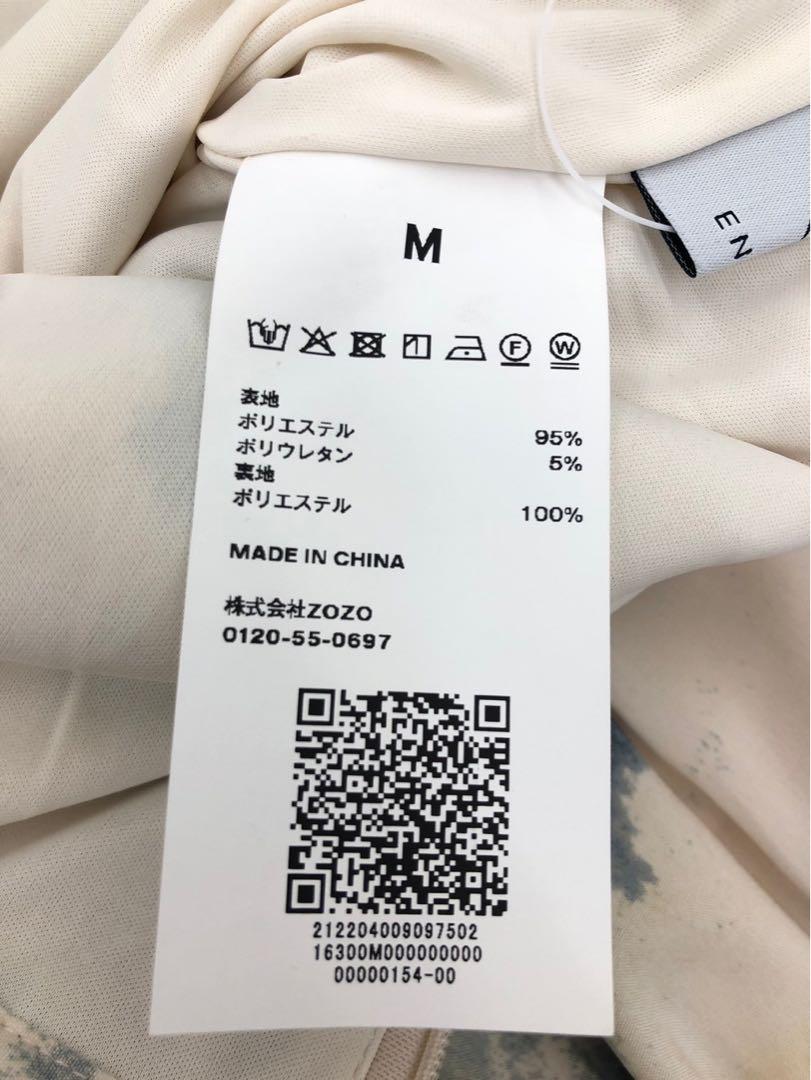 M
F W
表地
ポリエステル 95%
ポリウレタン 5%
裏地
ポリエステル 100%
MADE IN CHINA
株式会社ZOZO
0120-55-0697
212204009097502
16300M000000000
00000154-00
EN